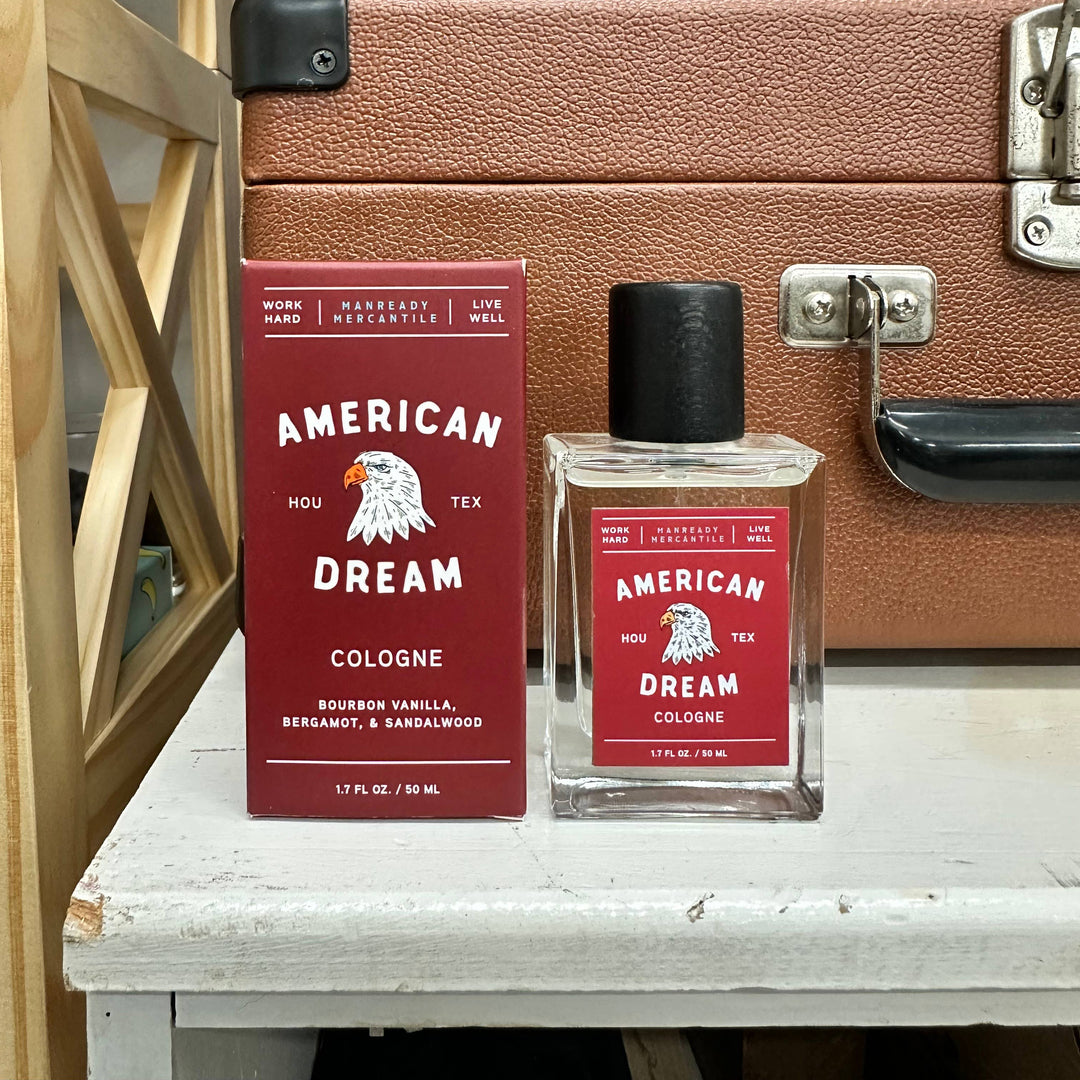 WORK HARD | MANREADY MERCANTILE | LIVE WELL
AMERICAN
HOU TEX
DREAM
COLOGNE
BOURBON VANILLA,
BERGAMOT, & SANDALWOOD
1.7 FL OZ. / 50 ML
WORK HARD | MANREADY MERCANTILE | LIVE WELL
AMERICAN
HOU TEX
DREAM
COLOGNE
1.7 FL OZ. / 50 ML